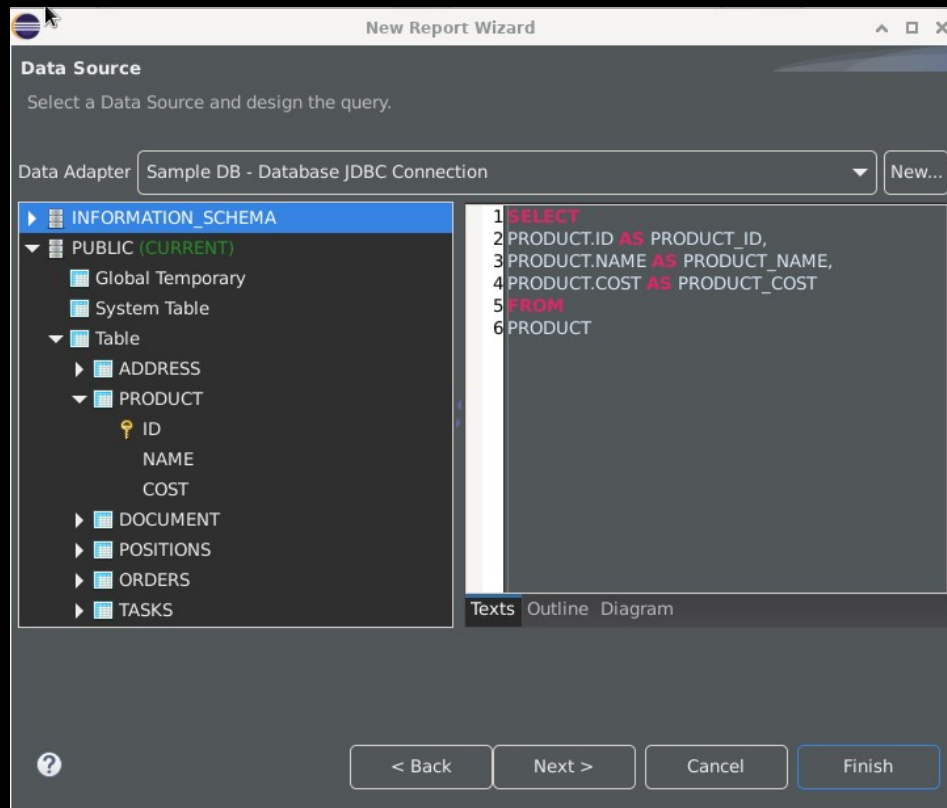 New Report Wizard
Data Source
Select a Data Source and design the query.
Data Adapter Sample DB - Database JDBC Connection New...
INFORMATION_SCHEMA
PUBLIC (CURRENT)
Global Temporary
System Table
Table
ADDRESS
PRODUCT
ID
NAME
COST
DOCUMENT
POSITIONS
ORDERS
TASKS
1 SELECT
2 PRODUCT.ID AS PRODUCT_ID,
3 PRODUCT.NAME AS PRODUCT_NAME,
4 PRODUCT.COST AS PRODUCT_COST
5 FROM
6 PRODUCT
Texts Outline Diagram
? < Back Next > Cancel Finish